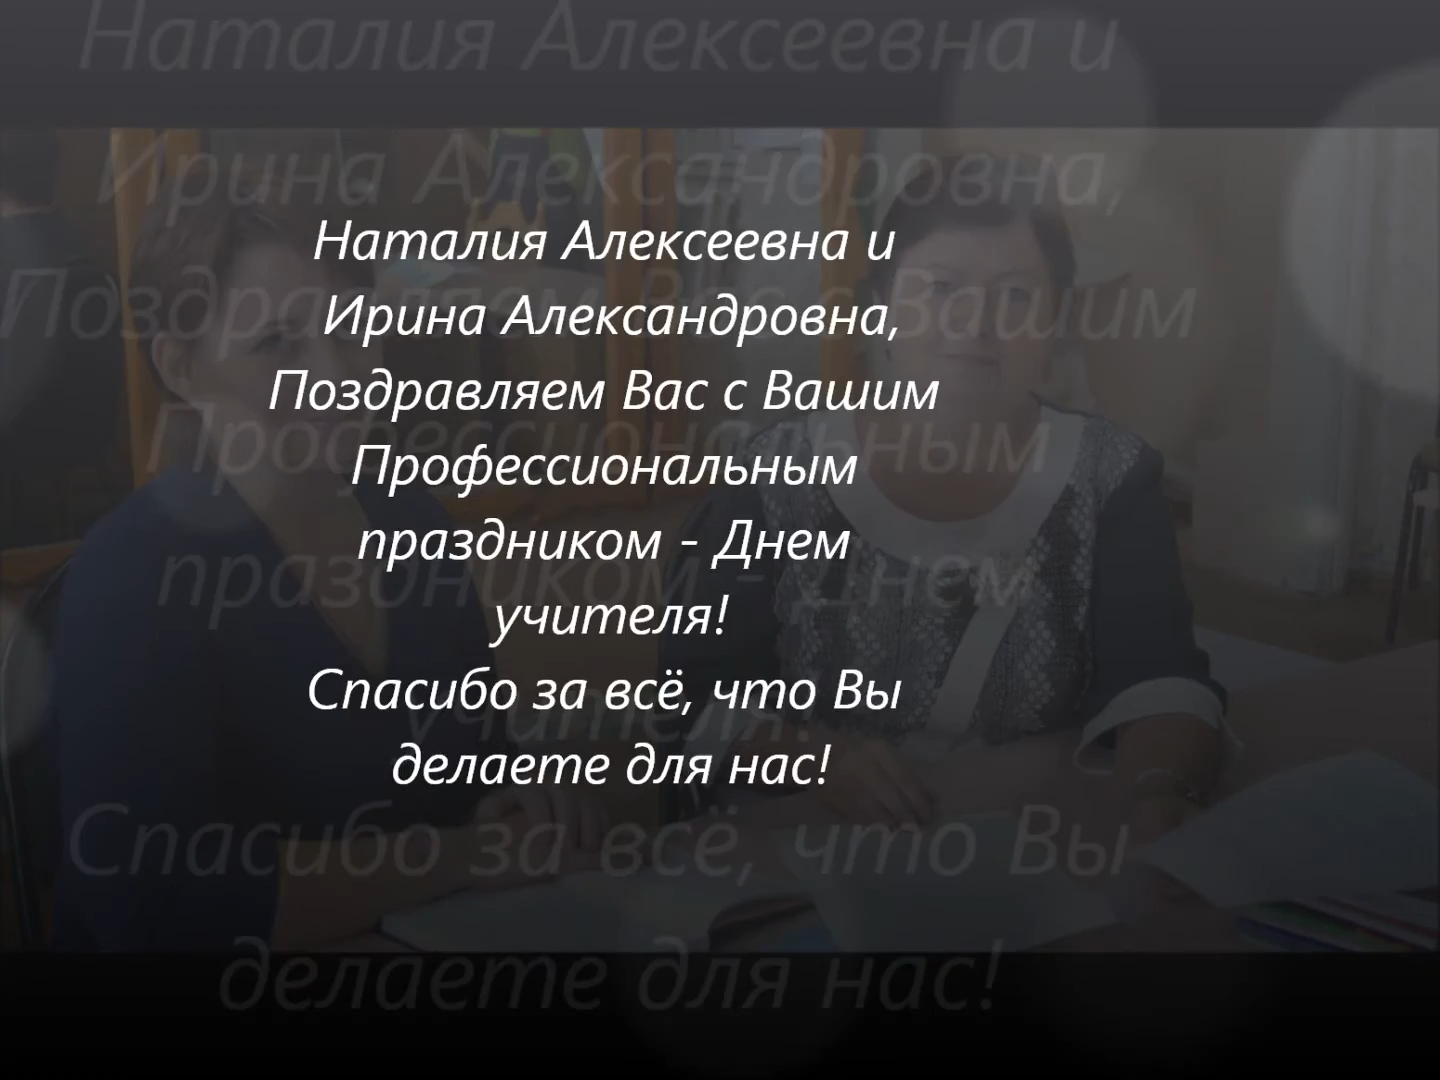 Наталия Алексеевна и
Ирина Александровна,
Поздравляем Вас с Вашим
Профессиональным
праздником - Днем
учителя!
Спасибо за всё, что Вы
делаете для нас!